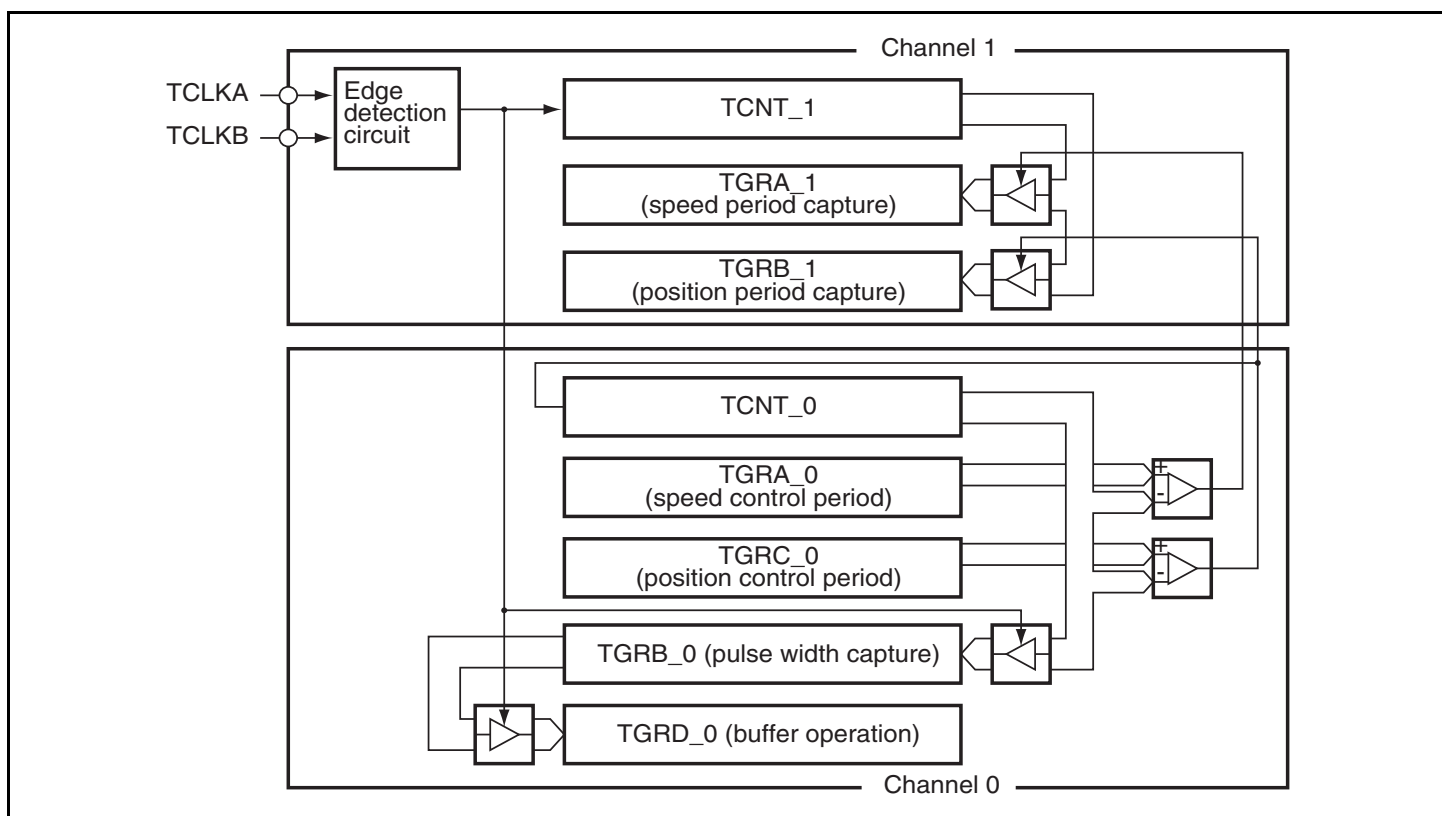 Channel 1
TCLKA
TCLKB
Edge
detection
circuit
TCNT_1
TGRA_1
(speed period capture)
TGRB_1
(position period capture)
TCNT_0
TGRA_0
(speed control period)
+
-
TGRC_0
(position control period)
+
-
TGRB_0 (pulse width capture)
TGRD_0 (buffer operation)
Channel 0